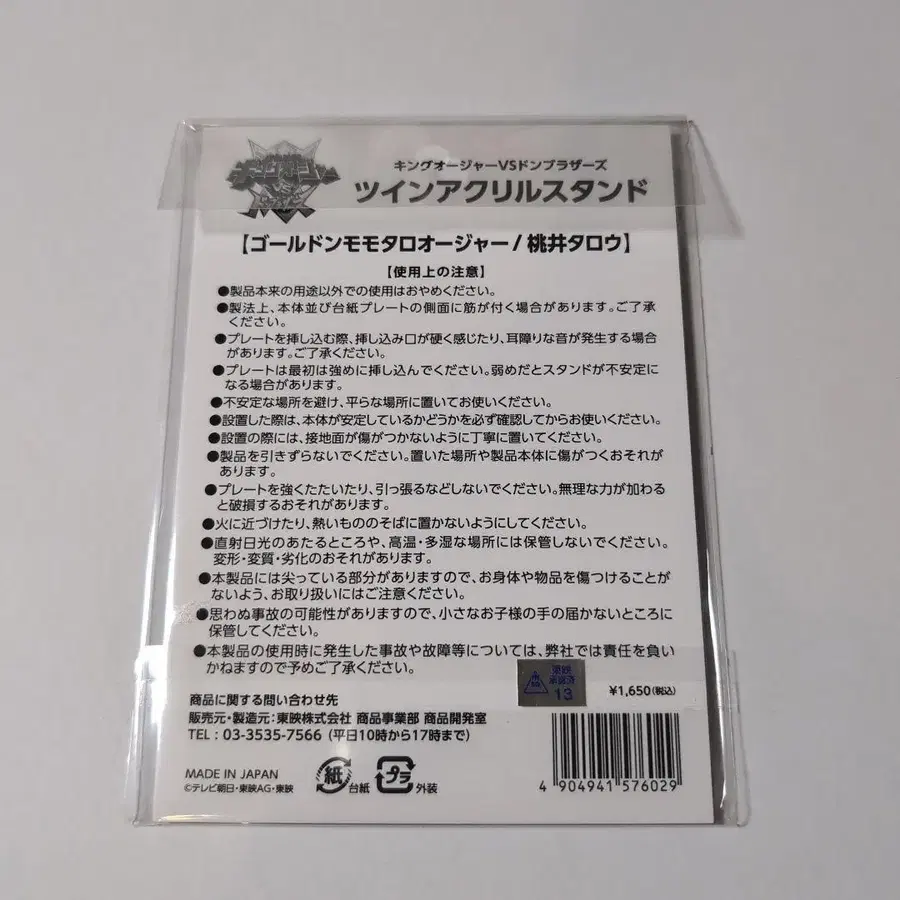 キングオージャーVSドンブラザーズ
ツインアクリルスタンド
【ゴールドンモモタロオージャー/桃井タロウ】
【使用上の注意】
●製品本来の用途以外での使用はおやめください。
●製法上、本体並び台紙プレートの側面に筋が付く場合があります。ご了承
ください。
●プレートを挿し込む際、挿し込み口が硬く感じたり、耳障りな音が発生する場合
があります。ご了承ください。
●プレートは最初は強めに挿し込んでください。弱めだとスタンドが不安定に
なる場合があります。
●不安定な場所を避け、平らな場所に置いてお使いください。
●設置した際は、本体が安定しているかどうかを必ず確認してからお使いください。
●設置の際には、接地面が傷がつかないように丁寧に置いてください。
●製品を引きずらないでください。置いた場所や製品本体に傷がつくおそれが
あります。
●プレートを強くたたいたり、引っ張るなどしないでください。無理な力が加わる
と破損するおそれがあります。
●火に近づけたり、熱いもののそばに置かないようにしてください。
●直射日光のあたるところや、高温・多湿な場所には保管しないでください。
変形・変質・劣化のおそれがあります。
●本製品には尖っている部分がありますので、お身体や物品を傷つけることが
ないよう、お取り扱いにはご注意ください。
●思わぬ事故の可能性がありますので、小さなお子様の手の届かないところに
保管してください。
●本製品の使用時に発生した事故や故障等については、弊社では責任を負い
かねますので予めご了承ください。
東映
承認済
13
¥1,650(税込)
商品に関する問い合わせ先
販売元・製造元:東映株式会社 商品事業部 商品開発室
TEL : 03-3535-7566 (平日10時から17時まで)
MADE IN JAPAN
©テレビ朝日・東映AG・東映
紙 台紙
プラ 外装
4 904941 576029